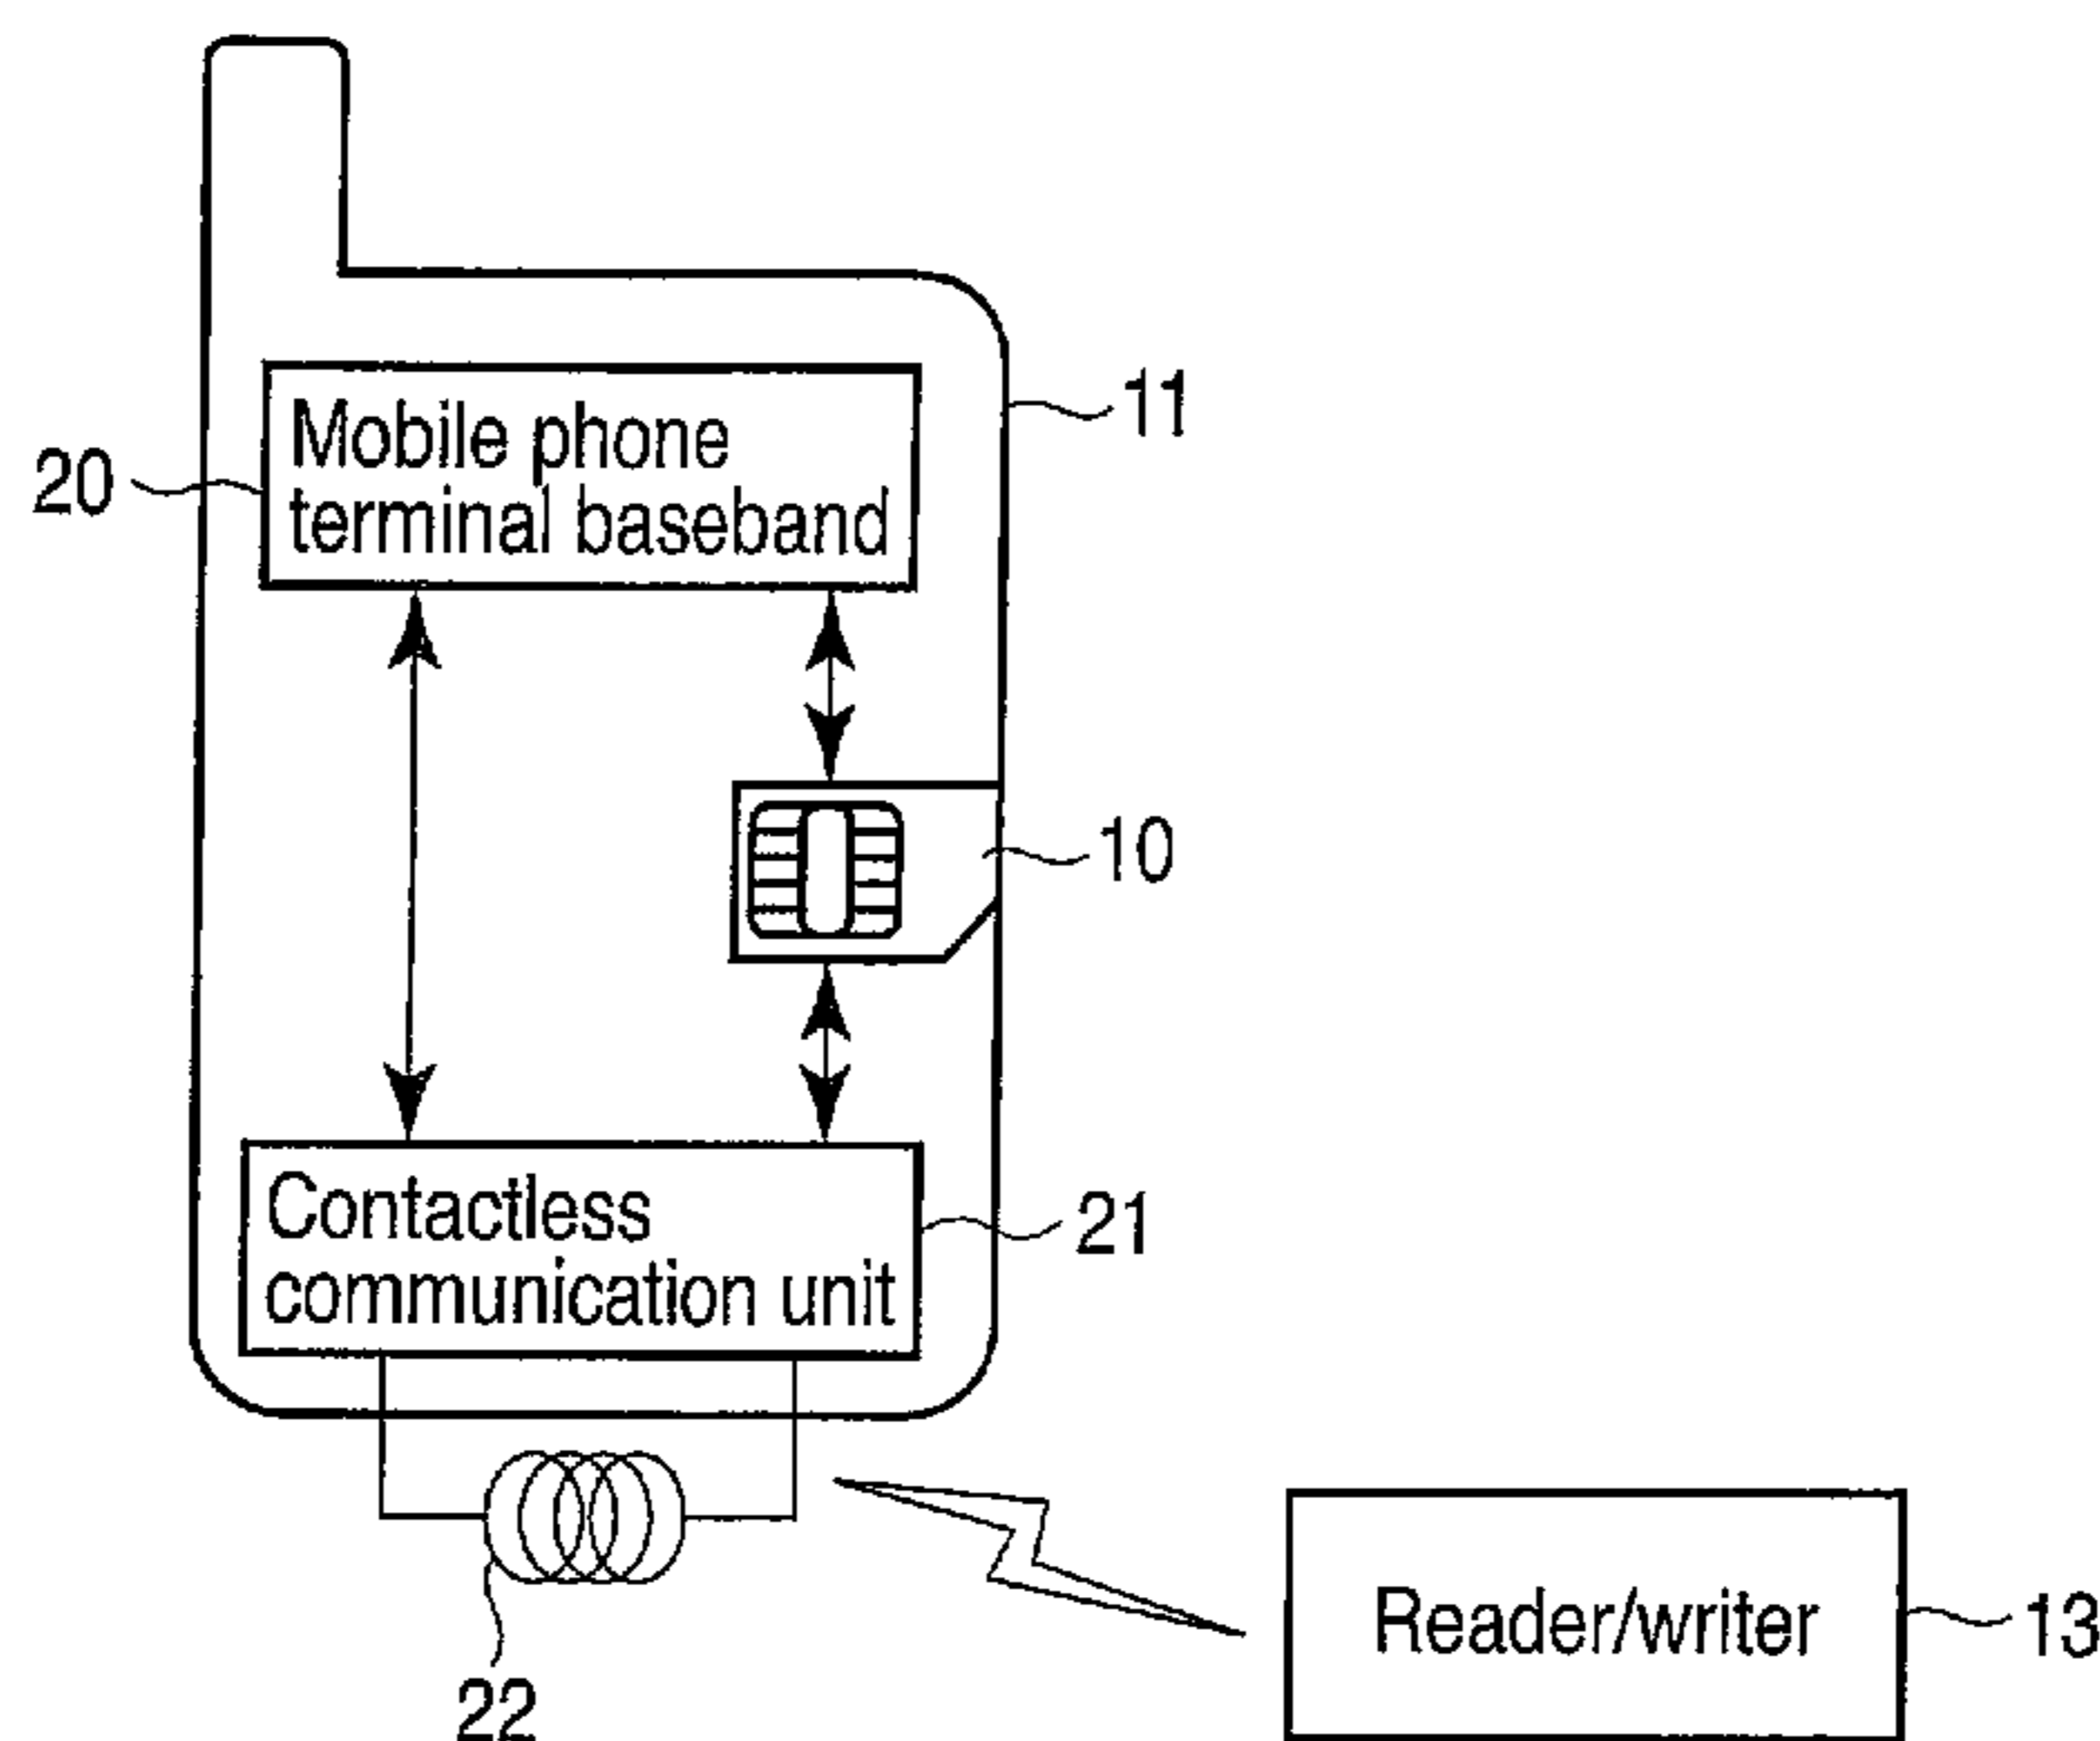 11
Mobile phone
20
terminal baseband
10
Contactless
21
communication unit
Reader/writer
13
22